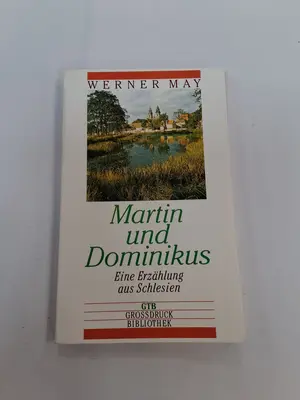 WERNER MAY
Martin
und
Dominikus
Eine Erzählung
aus Schlesien
GTB
GROSSDRUCK
BIBLIOTHEK